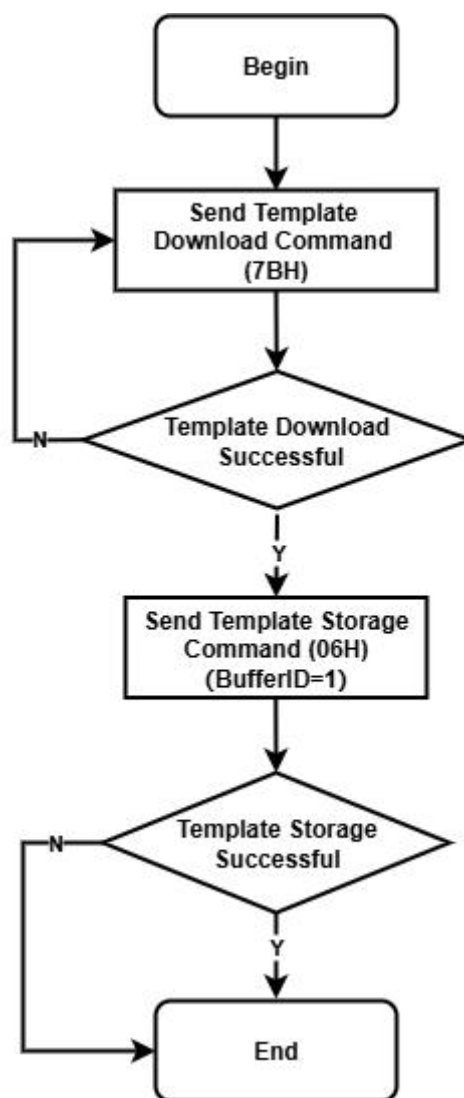 Begin
Send Template
Download Command
(7BH)
Template Download
Successful
N
Y
Send Template Storage
Command (06H)
(BufferID=1)
Template Storage
Successful
N
Y
End